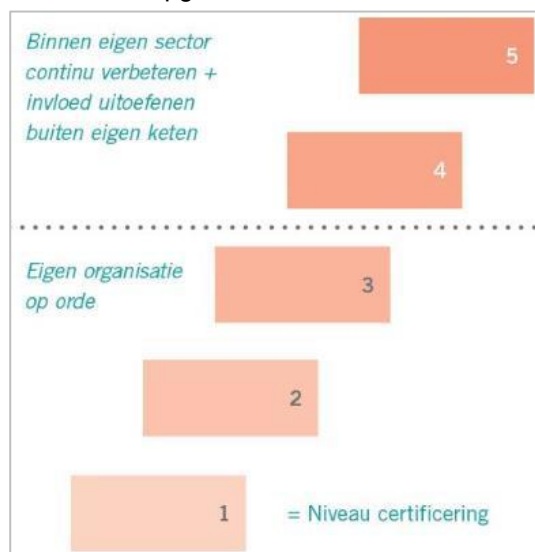 Binnen eigen sector
continu verbeteren +
invloed uitoefenen
buiten eigen keten
5
4
Eigen organisatie
op orde
3
2
1
= Niveau certificering